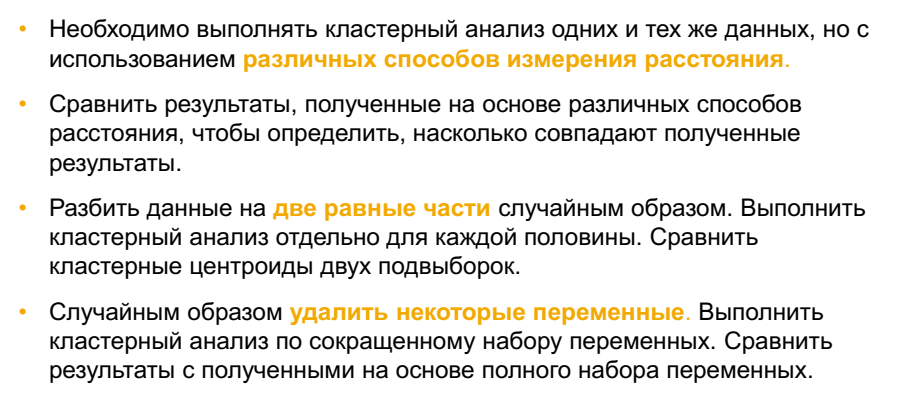 • Необходимо выполнять кластерный анализ одних и тех же данных, но с
использованием различных способов измерения расстояния.
• Сравнить результаты, полученные на основе различных способов
расстояния, чтобы определить, насколько совпадают полученные
результаты.
• Разбить данные на две равные части случайным образом. Выполнить
кластерный анализ отдельно для каждой половины. Сравнить
кластерные центроиды двух подвыборок.
• Случайным образом удалить некоторые переменные. Выполнить
кластерный анализ по сокращенному набору переменных. Сравнить
результаты с полученными на основе полного набора переменных.